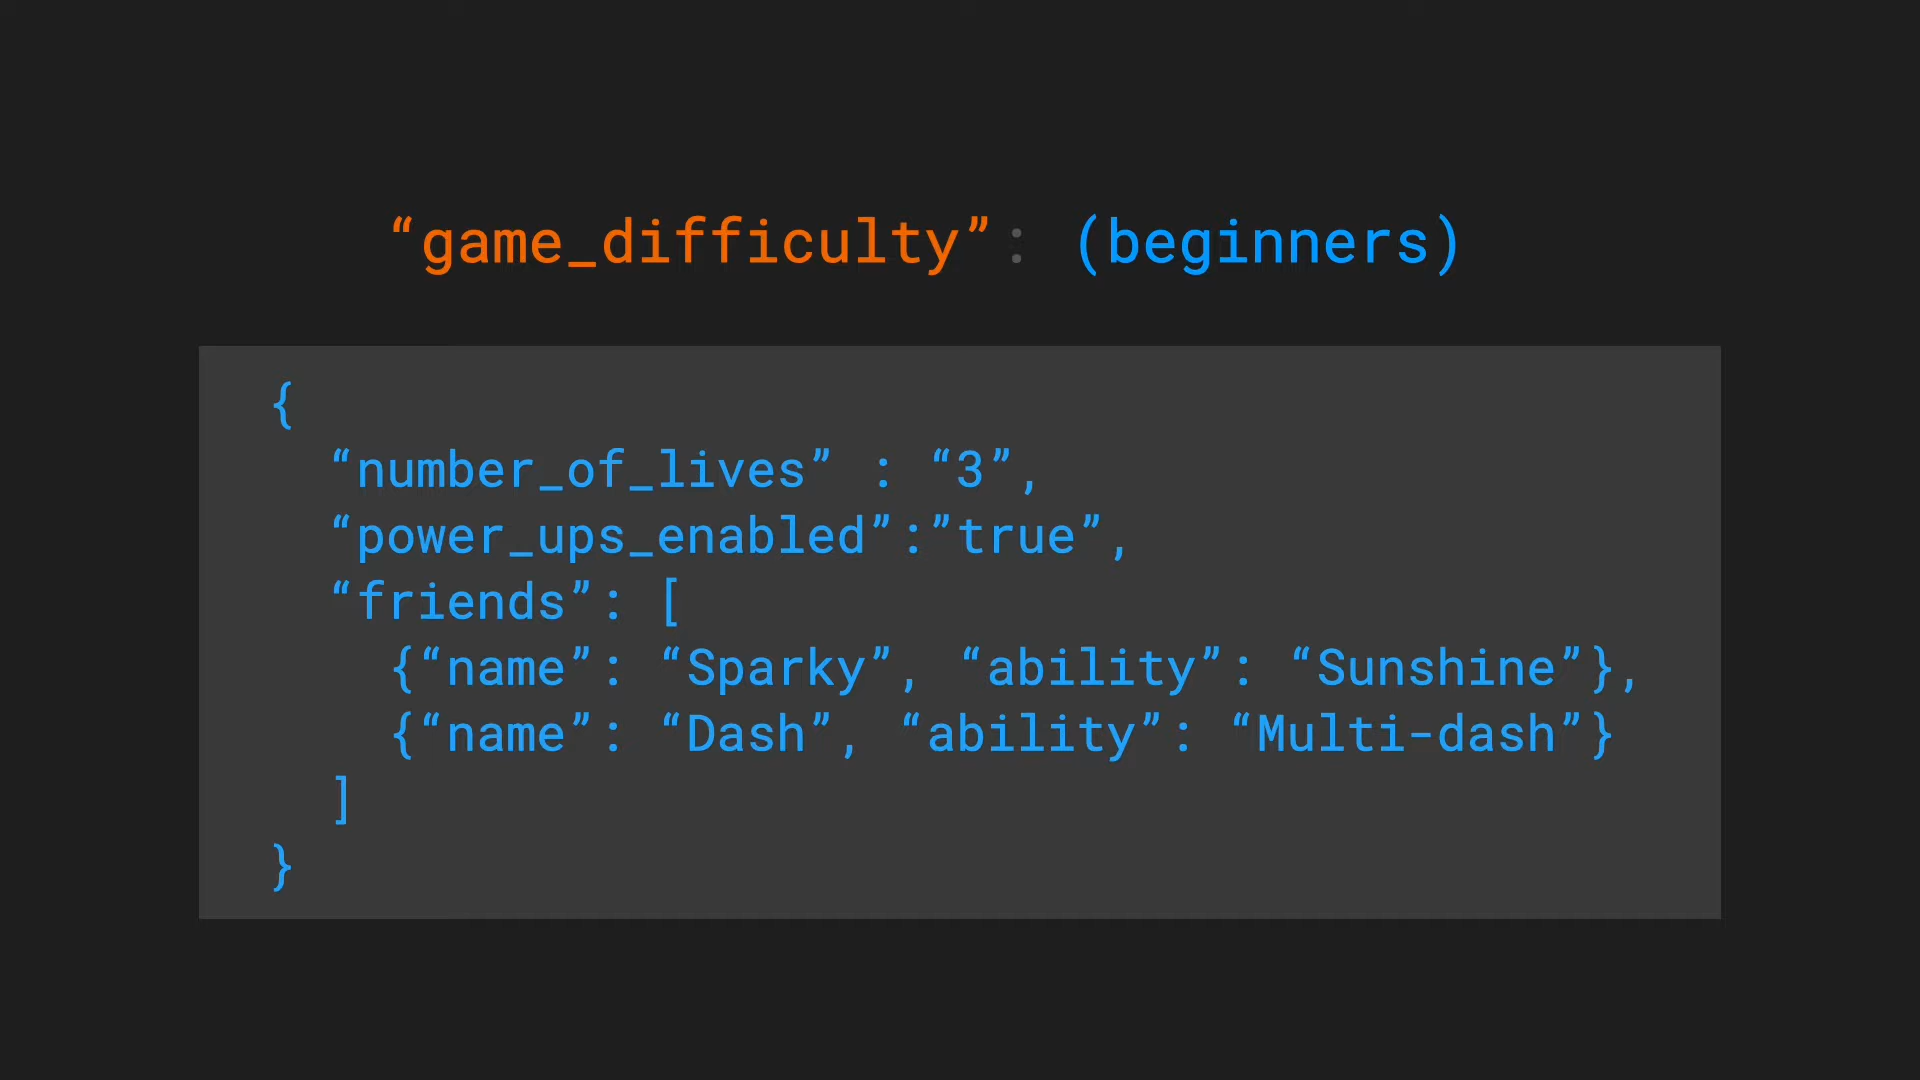 “game_difficulty”: (beginners)
{
“number_of_lives” : “3”,
“power_ups_enabled”:”true”,
“friends”: [
{“name”: “Sparky”, “ability”: “Sunshine”},
{“name”: “Dash”, “ability”: “Multi-dash”}
]
}